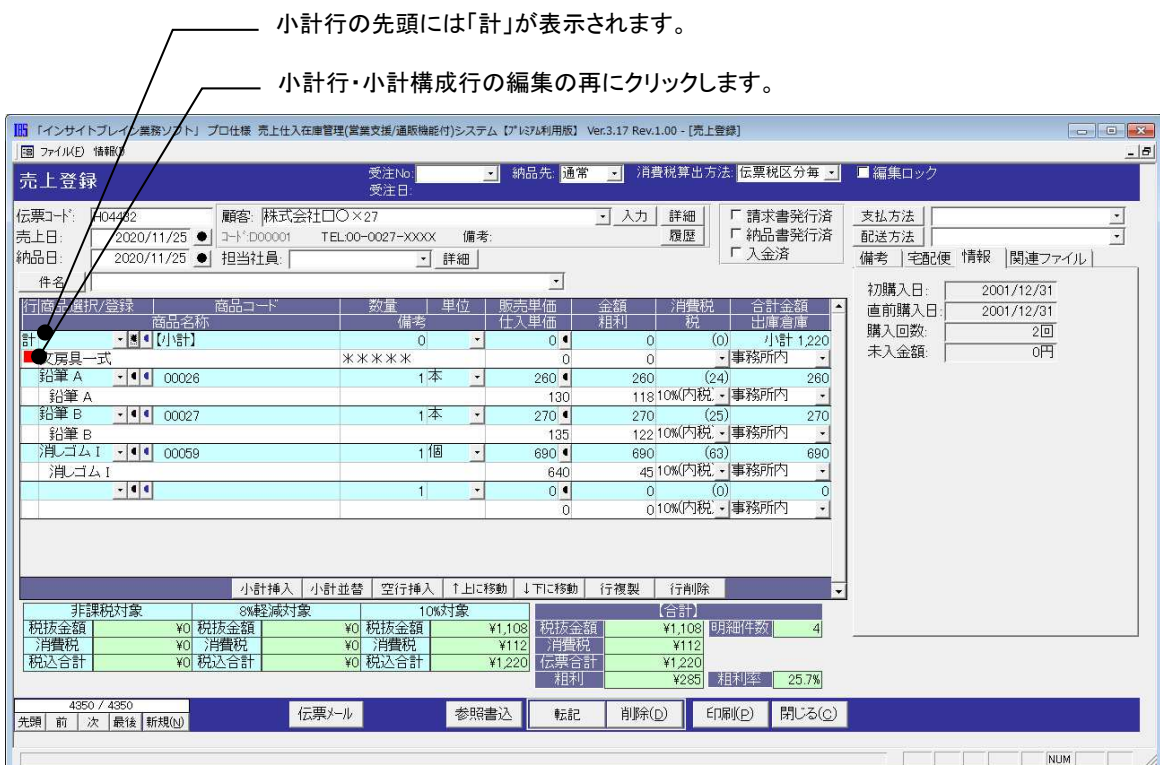 小計行の先頭には「計」が表示されます。
小計行・小計構成行の編集の再にクリックします。
「インサイトブレイン業務ソフト」 プロ仕様 売上仕入在庫管理(営業支援/通販機能付)システム【プレミアム利用版】 Ver.3.17 Rev.1.00 - [売上登録]
ファイル(F) 情報(I)
売上登録 受注No: 納品先: 通常 消費税算出方法: 伝票税区分毎 編集ロック
受注日:
伝票コード: H04432 顧客: 株式会社□○×27 入力 詳細 請求書発行済 支払方法
売上日: 2020/11/25 コード:D00001 TEL:00-0027-XXXX 備考: 履歴 納品書発行済 配送方法
納品日: 2020/11/25 担当社員: 詳細 入金済 備考 宅配便 情報 関連ファイル
件名
初購入日: 2001/12/31
直前購入日: 2001/12/31
購入回数: 2回
未入金額: 0円
行 商品選択/登録 商品コード 数量 単位 販売単価 金額 消費税 合計金額
商品名称 備考 仕入単価 粗利 税 出庫倉庫
計 【小計】 0 0 0 (0) 小計 1,220
文房具一式 ＊＊＊＊＊ 0 0 事務所内
鉛筆 A 00026 1 本 260 260 (24) 260
鉛筆 A 130 118 10%(内税. 事務所内
鉛筆 B 00027 1 本 270 270 (25) 270
鉛筆 B 135 122 10%(内税. 事務所内
消しゴム I 00059 1 個 690 690 (63) 690
消しゴム I 640 45 10%(内税. 事務所内
1 0 0 (0) 0
0 0 10%(内税. 事務所内
小計挿入 小計並替 空行挿入 ↑上に移動 ↓下に移動 行複製 行削除
非課税対象 8%軽減対象 10%対象 【合計】
税抜金額 ¥0 税抜金額 ¥0 税抜金額 ¥1,108 税抜金額 ¥1,108 明細件数 4
消費税 ¥0 消費税 ¥0 消費税 ¥112 消費税 ¥112
税込合計 ¥0 税込合計 ¥0 税込合計 ¥1,220 伝票合計 ¥1,220
粗利 ¥285 粗利率 25.7%
4350 / 4350
先頭 前 次 最後 新規(N) 伝票メール 参照書込 転記 削除(D) 印刷(P) 閉じる(C)
NUM